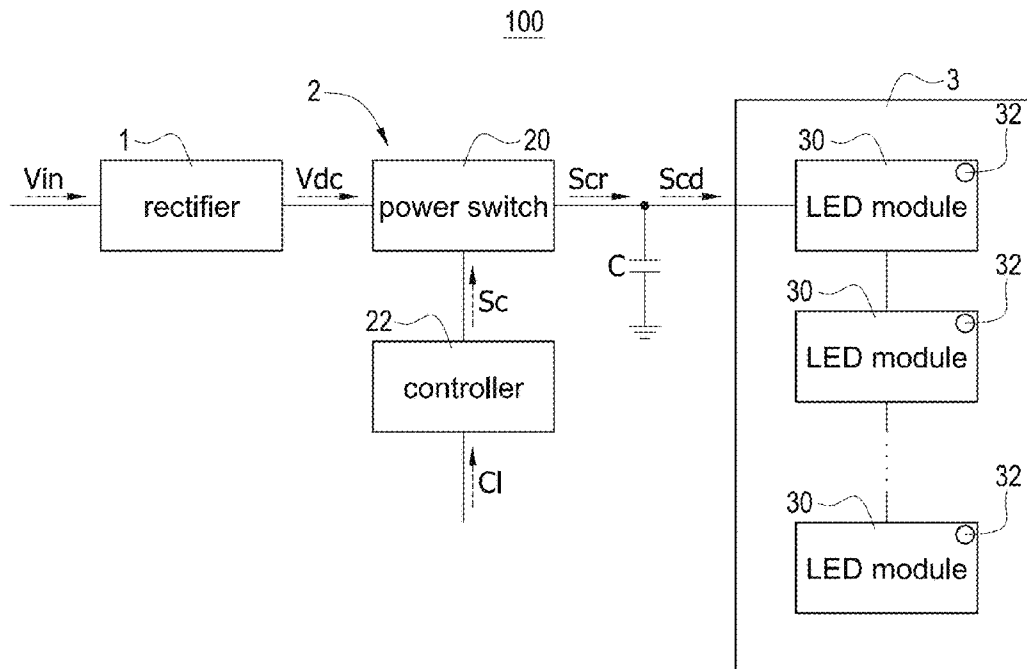 100
2
3
1
20
30
32
Vin
rectifier
Vdc
power switch
Scr
Scd
LED module
C
Sc
30
32
22
LED module
controller
CI
30
32
LED module